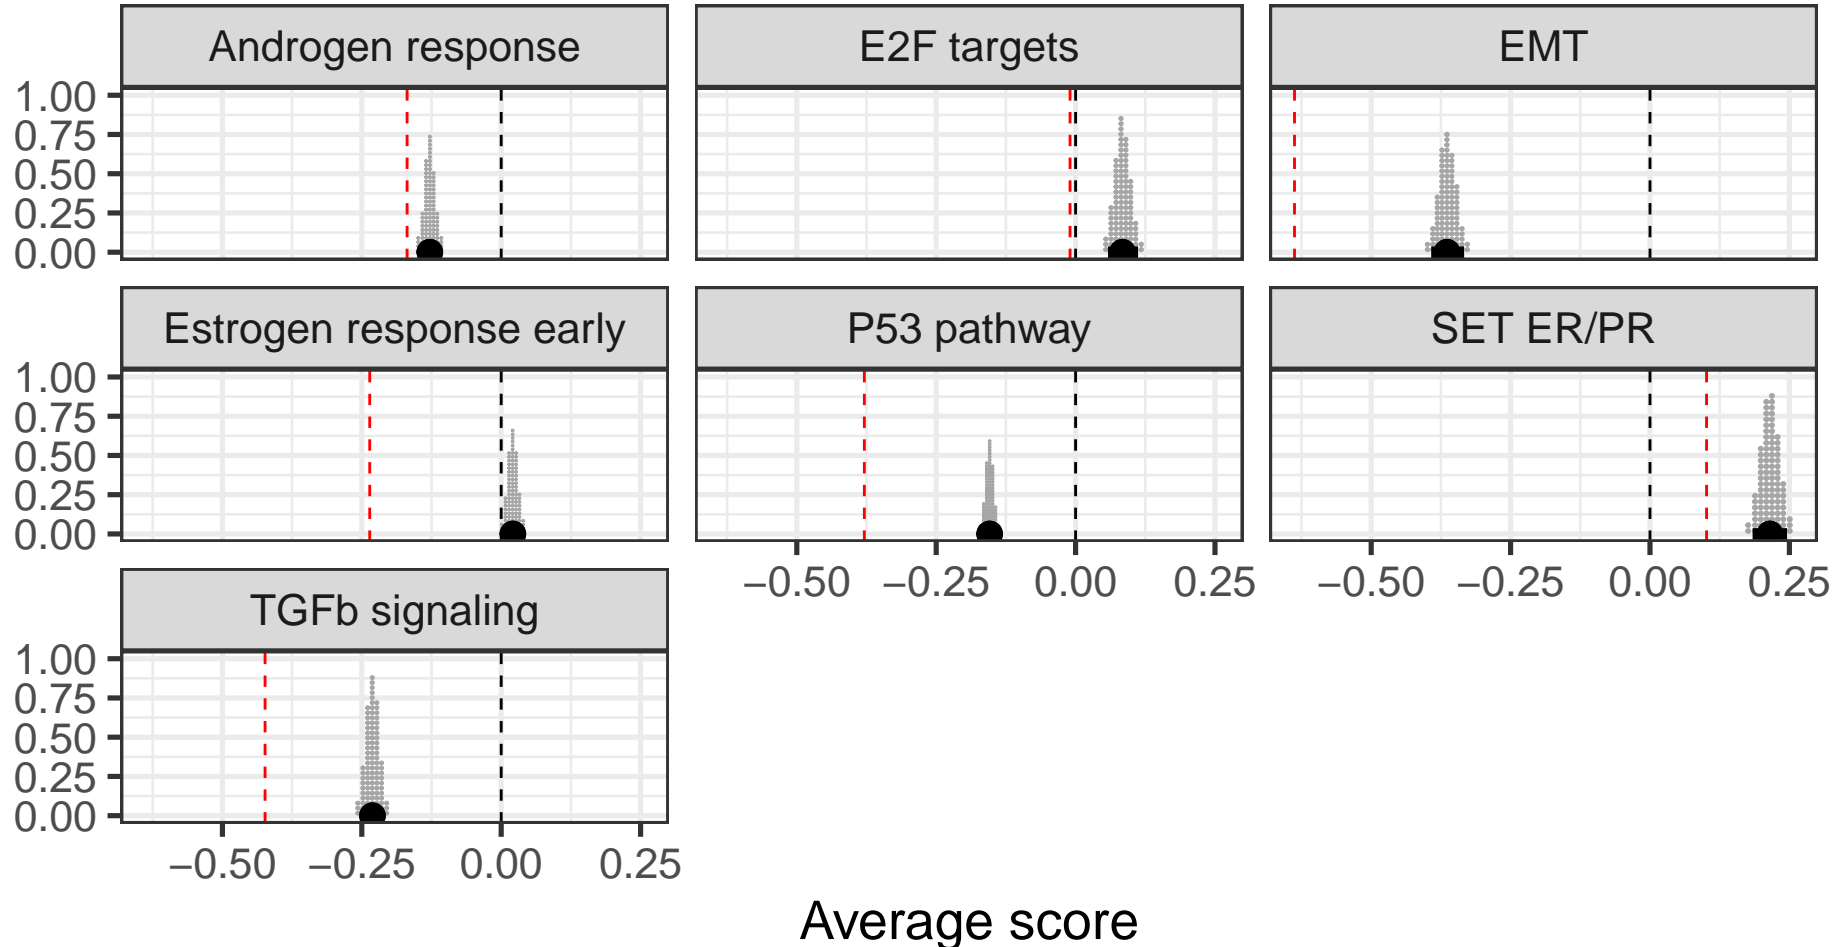 Androgen response
E2F targets
EMT
1.00
0.75
0.50
0.25
0.00
Estrogen response early
P53 pathway
SET ER/PR
1.00
0.75
0.50
0.25
0.00
−0.50 −0.25 0.00 0.25
−0.50 −0.25 0.00 0.25
TGFb signaling
1.00
0.75
0.50
0.25
0.00
−0.50 −0.25 0.00 0.25
Average score